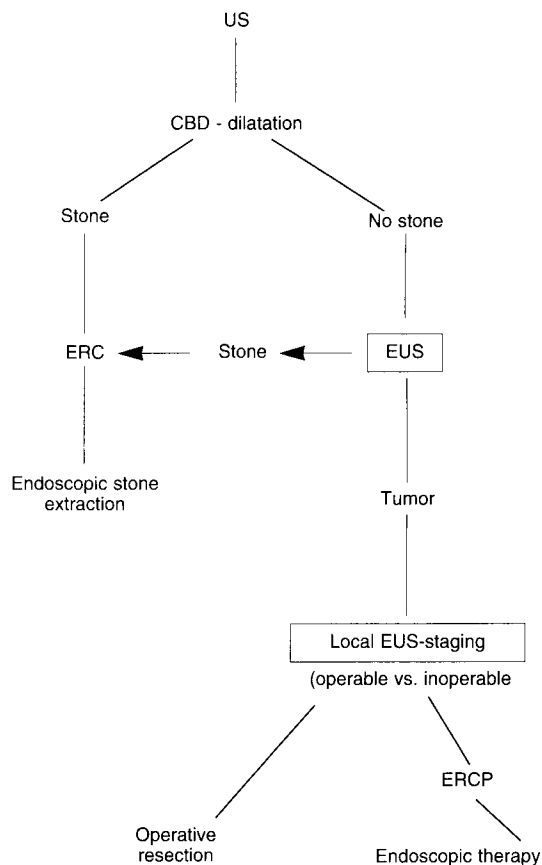 US
CBD - dilatation
Stone
No stone
ERC
Stone
EUS
Endoscopic stone
extraction
Tumor
Local EUS-staging
(operable vs. inoperable
ERCP
Operative
resection
Endoscopic therapy